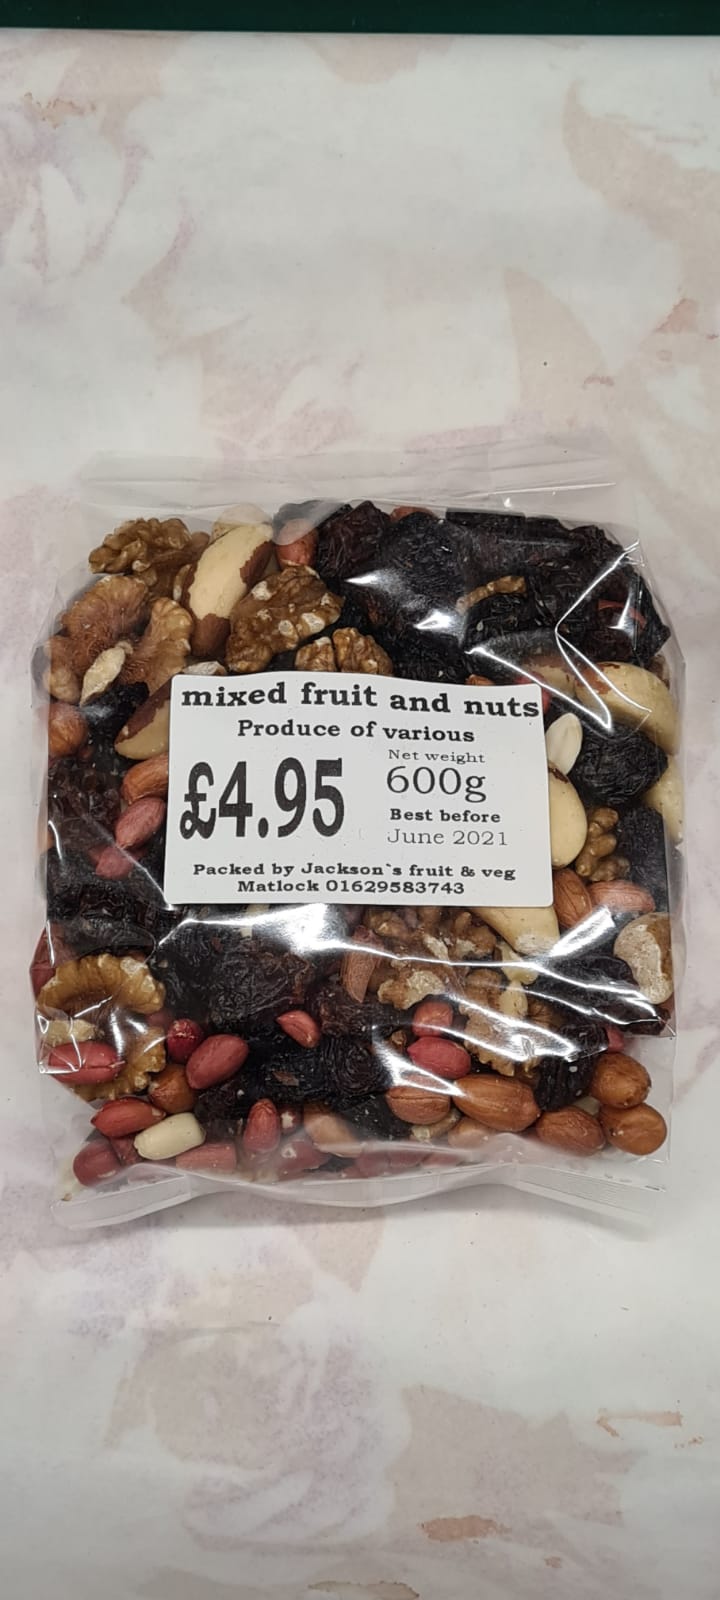 mixed fruit and nuts
Produce of various
£4.95
Net weight
600g
Best before
June 2021
Packed by Jackson`s fruit & veg
Matlock 01629583743